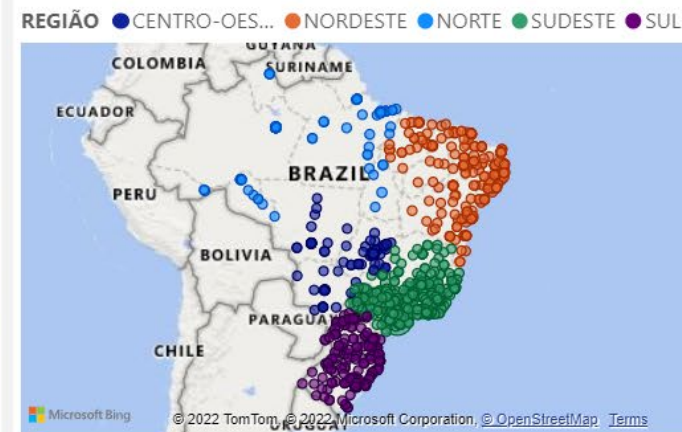 REGIÃO CENTRO-OES... NORDESTE NORTE SUDESTE SUL
GUYANA
COLOMBIA
SURINAME
ECUADOR
BRAZIL
PERU
BOLIVIA
PARAGUAY
CHILE
URUGUAY
Microsoft Bing
© 2022 TomTom, © 2022 Microsoft Corporation, © OpenStreetMap Terms